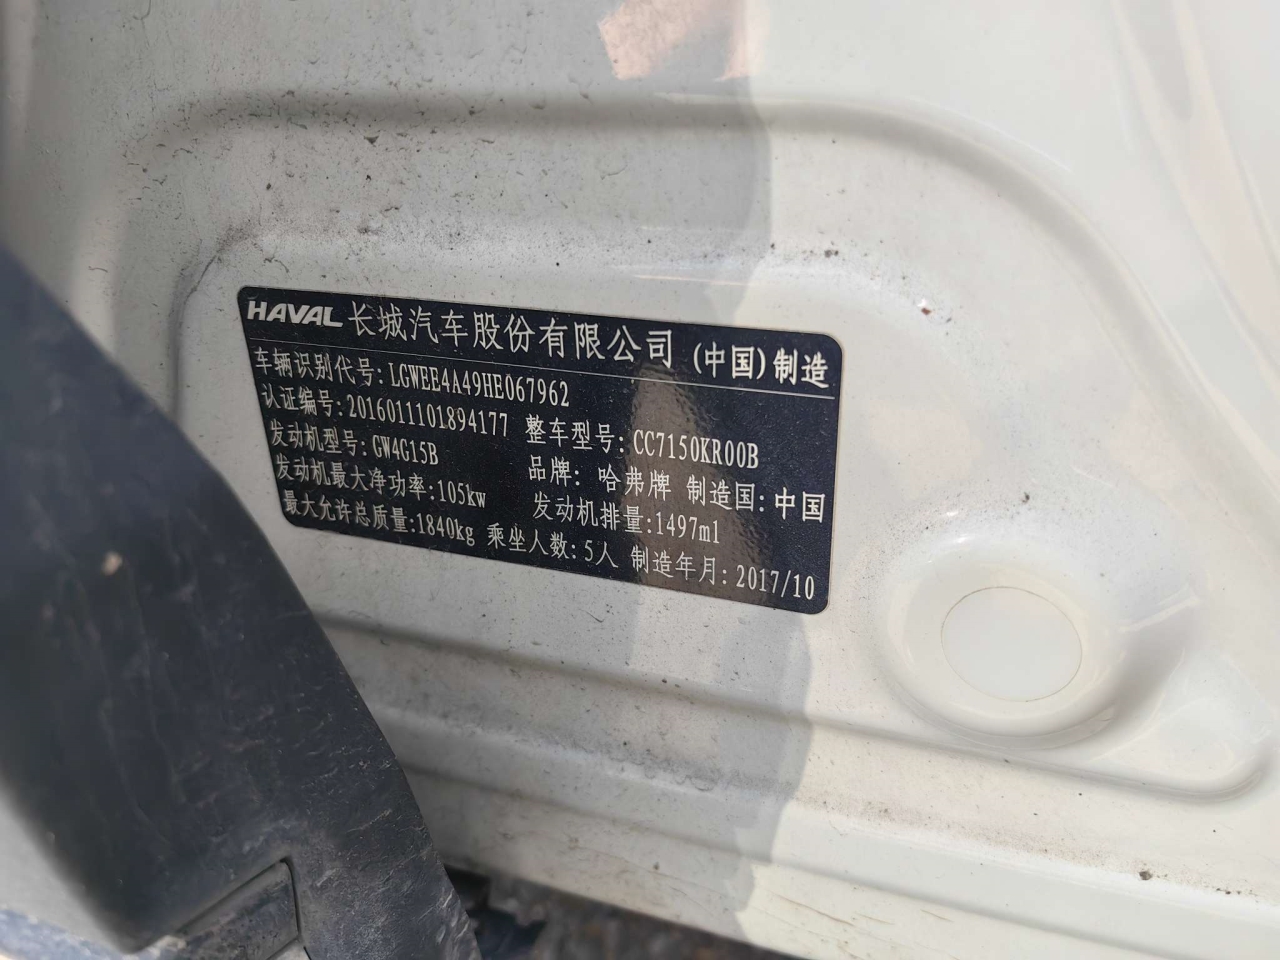 HAVAL 长城汽车股份有限公司 (中国)制造
车辆识别代号:LGWEE4A49HE067962
认证编号:2016011101894177 整车型号:CC7150KR00B
发动机型号:GW4G15B 品牌:哈弗牌 制造国:中国
发动机最大净功率:105kw 发动机排量:1497ml
最大允许总质量:1840kg 乘坐人数:5人 制造年月:2017/10